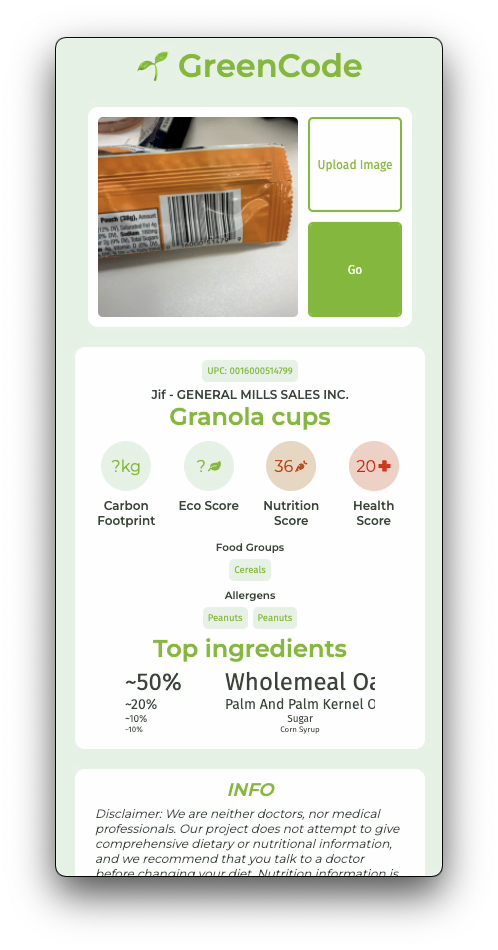 GreenCode
Pouch (38g), Amount
Upload Image
Go
UPC: 0016000514799
Jif - GENERAL MILLS SALES INC.
Granola cups
?kg
?
36
20
Carbon
Footprint
Eco Score
Nutrition
Score
Health
Score
Food Groups
Cereals
Allergens
Peanuts Peanuts
Top ingredients
~50% Wholemeal Oa
~20% Palm And Palm Kernel O
~10% Sugar
~10% Corn Syrup
INFO
Disclaimer: We are neither doctors, nor medical
professionals. Our project does not attempt to give
comprehensive dietary or nutritional information,
and we recommend that you talk to a doctor
before changing your diet. Nutrition information is